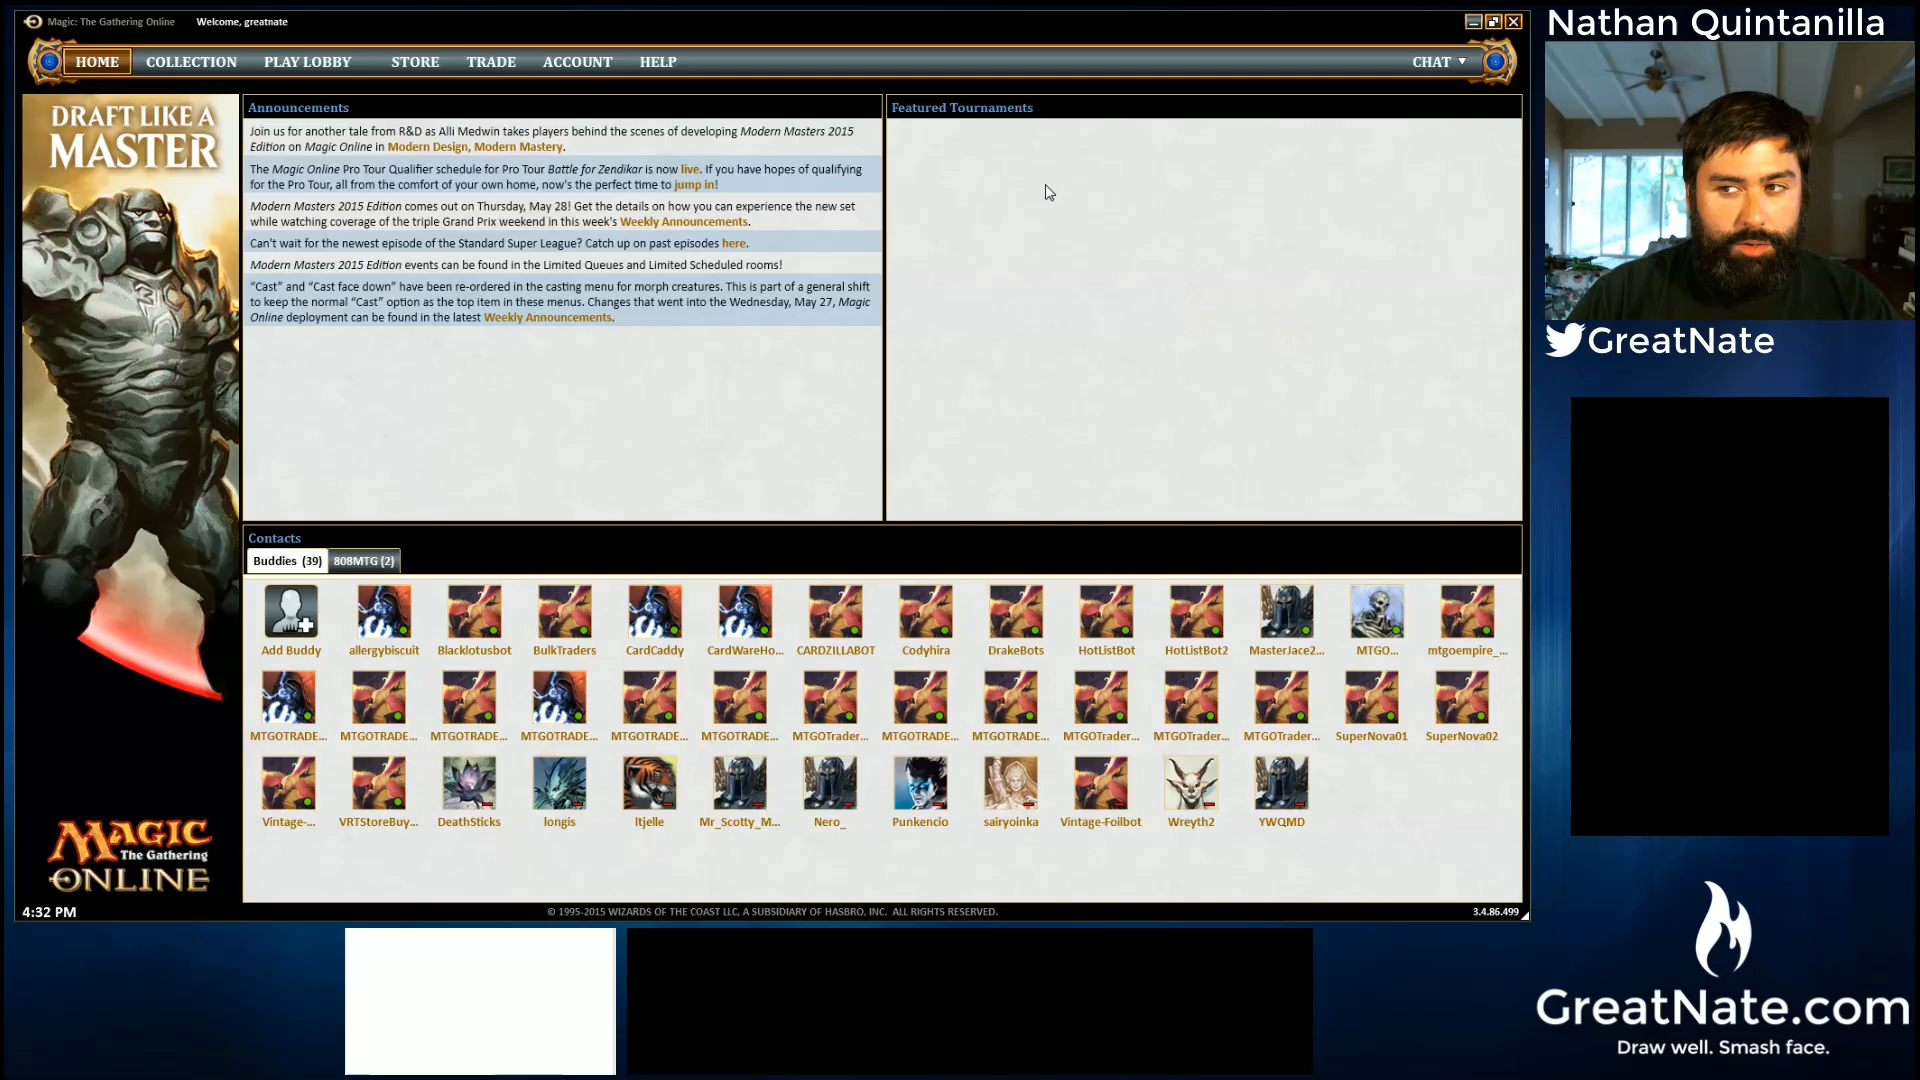 Magic: The Gathering Online Welcome, greatnate
Nathan Quintanilla
HOME COLLECTION PLAY LOBBY STORE TRADE ACCOUNT HELP CHAT
DRAFT LIKE A
MASTER
Announcements
Join us for another tale from R&D as Alli Medwin takes players behind the scenes of developing Modern Masters 2015
Edition on Magic Online in Modern Design, Modern Mastery.
The Magic Online Pro Tour Qualifier schedule for Pro Tour Battle for Zendikar is now live. If you have hopes of qualifying
for the Pro Tour, all from the comfort of your own home, now's the perfect time to jump in!
Modern Masters 2015 Edition comes out on Thursday, May 28! Get the details on how you can experience the new set
while watching coverage of the triple Grand Prix weekend in this week's Weekly Announcements.
Can't wait for the newest episode of the Standard Super League? Catch up on past episodes here.
Modern Masters 2015 Edition events can be found in the Limited Queues and Limited Scheduled rooms!
“Cast” and “Cast face down” have been re-ordered in the casting menu for morph creatures. This is part of a general shift
to keep the normal “Cast” option as the top item in these menus. Changes that went into the Wednesday, May 27, Magic
Online deployment can be found in the latest Weekly Announcements.
Featured Tournaments
GreatNate
Contacts
Buddies (39) 808MTG (2)
Add Buddy allergybiscuit Blacklotusbot BulkTraders CardCaddy CardWareHo... CARDZILLABOT Codyhira DrakeBots HotListBot HotListBot2 MasterJace2... MTGO... mtgoempire_...
MTGOTRADE... MTGOTRADE... MTGOTRADE... MTGOTRADE... MTGOTRADE... MTGOTRADE... MTGOTrader... MTGOTRADE... MTGOTRADE... MTGOTrader... MTGOTrader... MTGOTrader... SuperNova01 SuperNova02
Vintage-... VRTStoreBuy... DeathSticks longis ltjelle Mr_Scotty_M... Nero_ Punkencio sairyoinka Vintage-Foilbot Wreyth2 YWQMD
MAGIC
The Gathering
ONLINE
4:32 PM
© 1995-2015 WIZARDS OF THE COAST LLC, A SUBSIDIARY OF HASBRO, INC. ALL RIGHTS RESERVED.
3.4.86.499
GreatNate.com
Draw well. Smash face.